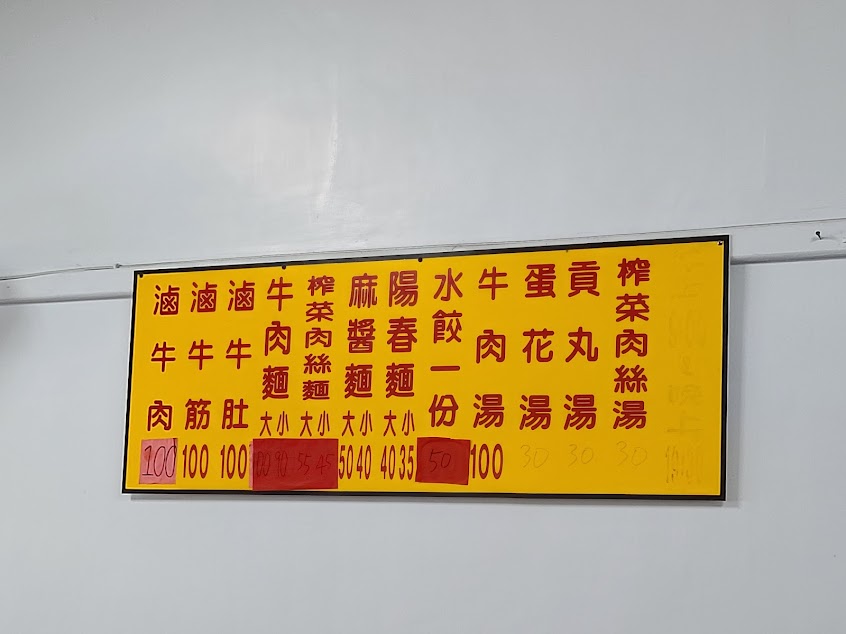 滷牛肉 100
滷牛筋 100
滷牛肚 100
牛肉麵 大小 100 90
榨菜肉絲麵 大小 55 45
麻醬麵 大小 50 40
陽春麵 大小 40 35
水餃一份 50
牛肉湯 100
蛋花湯 30
貢丸湯 30
榨菜肉絲湯 30